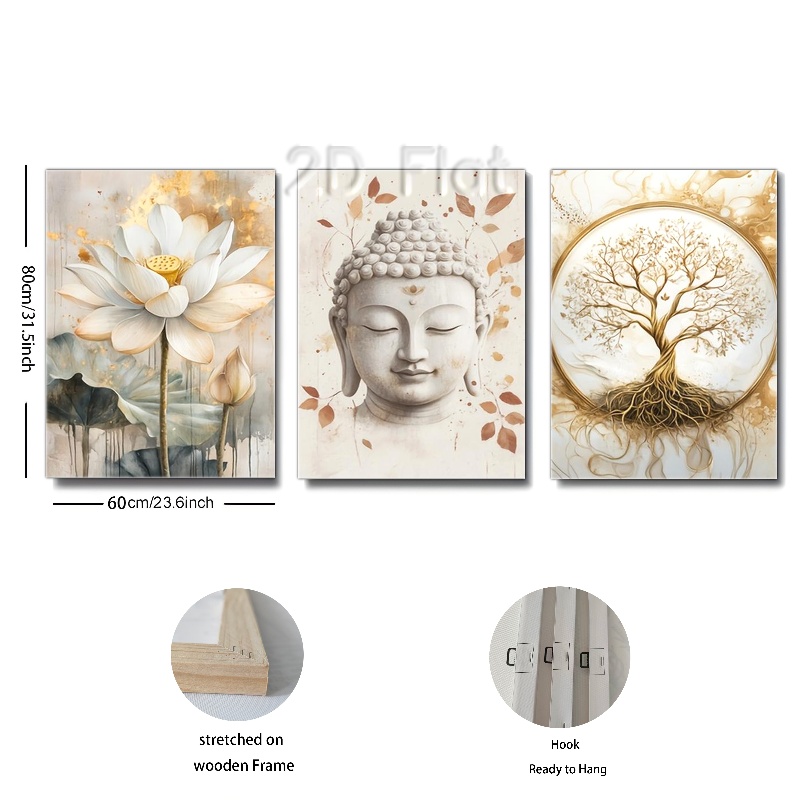 2D Flat
80cm/31.5inch
60cm/23.6inch
stretched on
wooden Frame
Hook
Ready to Hang